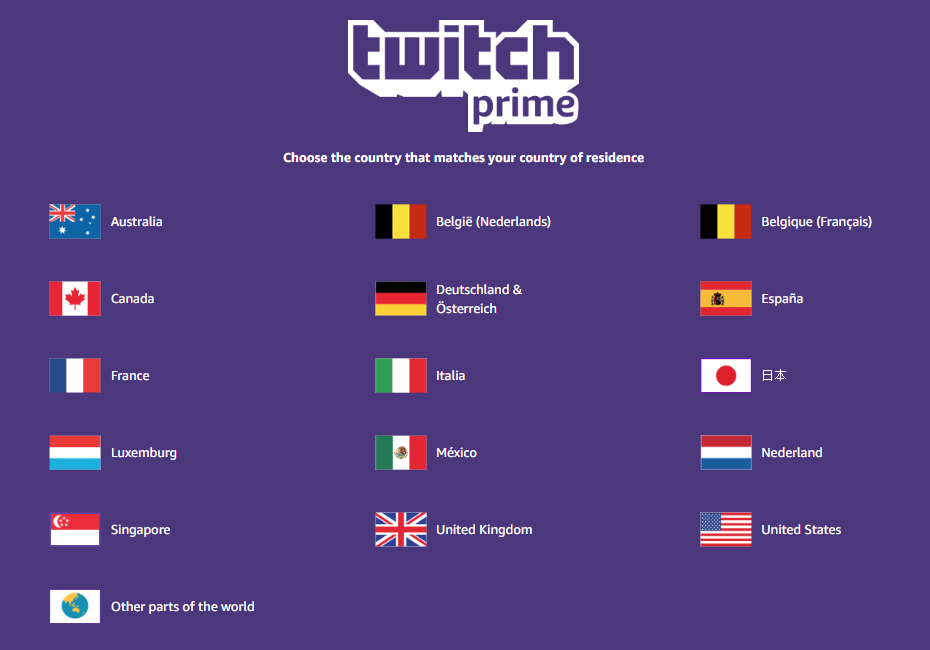 twitch
prime
Choose the country that matches your country of residence
Australia
België (Nederlands)
Belgique (Français)
Canada
Deutschland &
Österreich
España
France
Italia
日本
Luxemburg
México
Nederland
Singapore
United Kingdom
United States
Other parts of the world